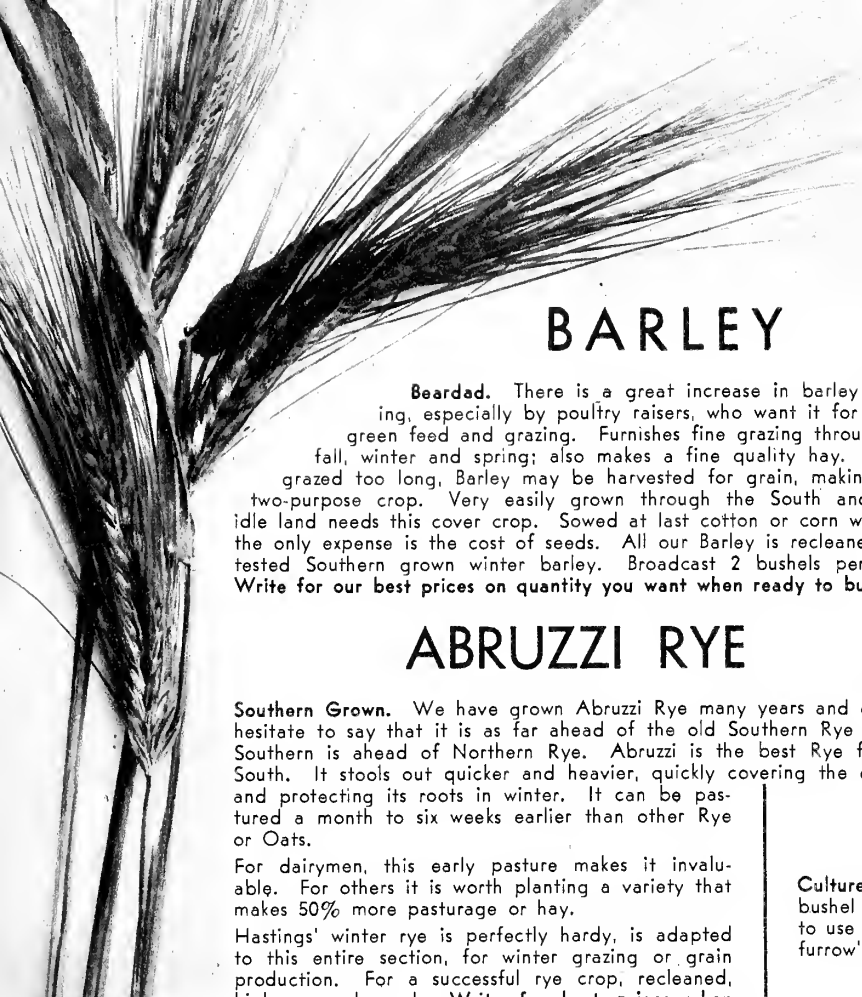 BARLEY
Beardad. There is a great increase in barley
ing, especially by poultry raisers, who want it for
green feed and grazing. Furnishes fine grazing
fall, winter and spring; also makes a fine quality hay.
grazed too long, Barley may be harvested for grain,
two-purpose crop. Very easily grown through the South
idle land needs this cover crop. Sowed at last cotton or corn
the only expense is the cost of seeds. All our Barley is
tested Southern grown winter barley. Broadcast 2 bushels
Write for our best prices on quantity you want when ready to
ABRUZZI RYE
Southern Grown. We have grown Abruzzi Rye many years and
hesitate to say that it is as far ahead of the old Southern Rye
Southern is ahead of Northern Rye. Abruzzi is the best Rye
South. It stools out quicker and heavier, quickly covering the
and protecting its roots in winter. It can be pas-
tured a month to six weeks earlier than other Rye
or Oats.
For dairymen, this early pasture makes it invalu-
able. For others it is worth planting a variety that
makes 50% more pasturage or hay.
Hastings' winter rye is perfectly hardy, is adapted
to this entire section, for winter grazing or grain
production. For a successful rye crop, recleaned,
Culture
bushel
to use
furrow'